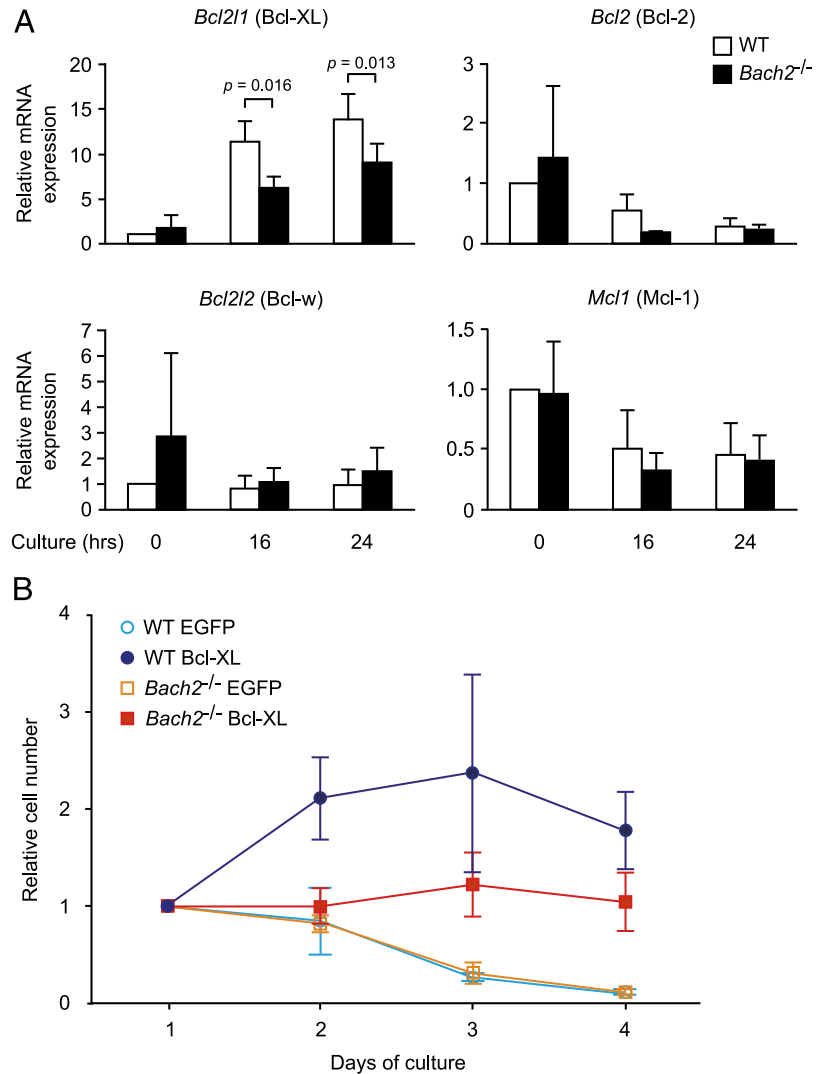 A
Bcl2l1 (Bcl-XL)
Bcl2 (Bcl-2)
WT
Bach2-/-
Relative mRNA
expression
20
15
10
5
0
p = 0.016
p = 0.013
3
2
1
0
Bcl2l2 (Bcl-w)
Mcl1 (Mcl-1)
Relative mRNA
expression
7
6
5
4
3
2
1
0
1.5
1.0
0.5
0
Culture (hrs) 0 16 24
0 16 24
B
WT EGFP
WT Bcl-XL
Bach2-/- EGFP
Bach2-/- Bcl-XL
Relative cell number
4
3
2
1
0
1 2 3 4
Days of culture